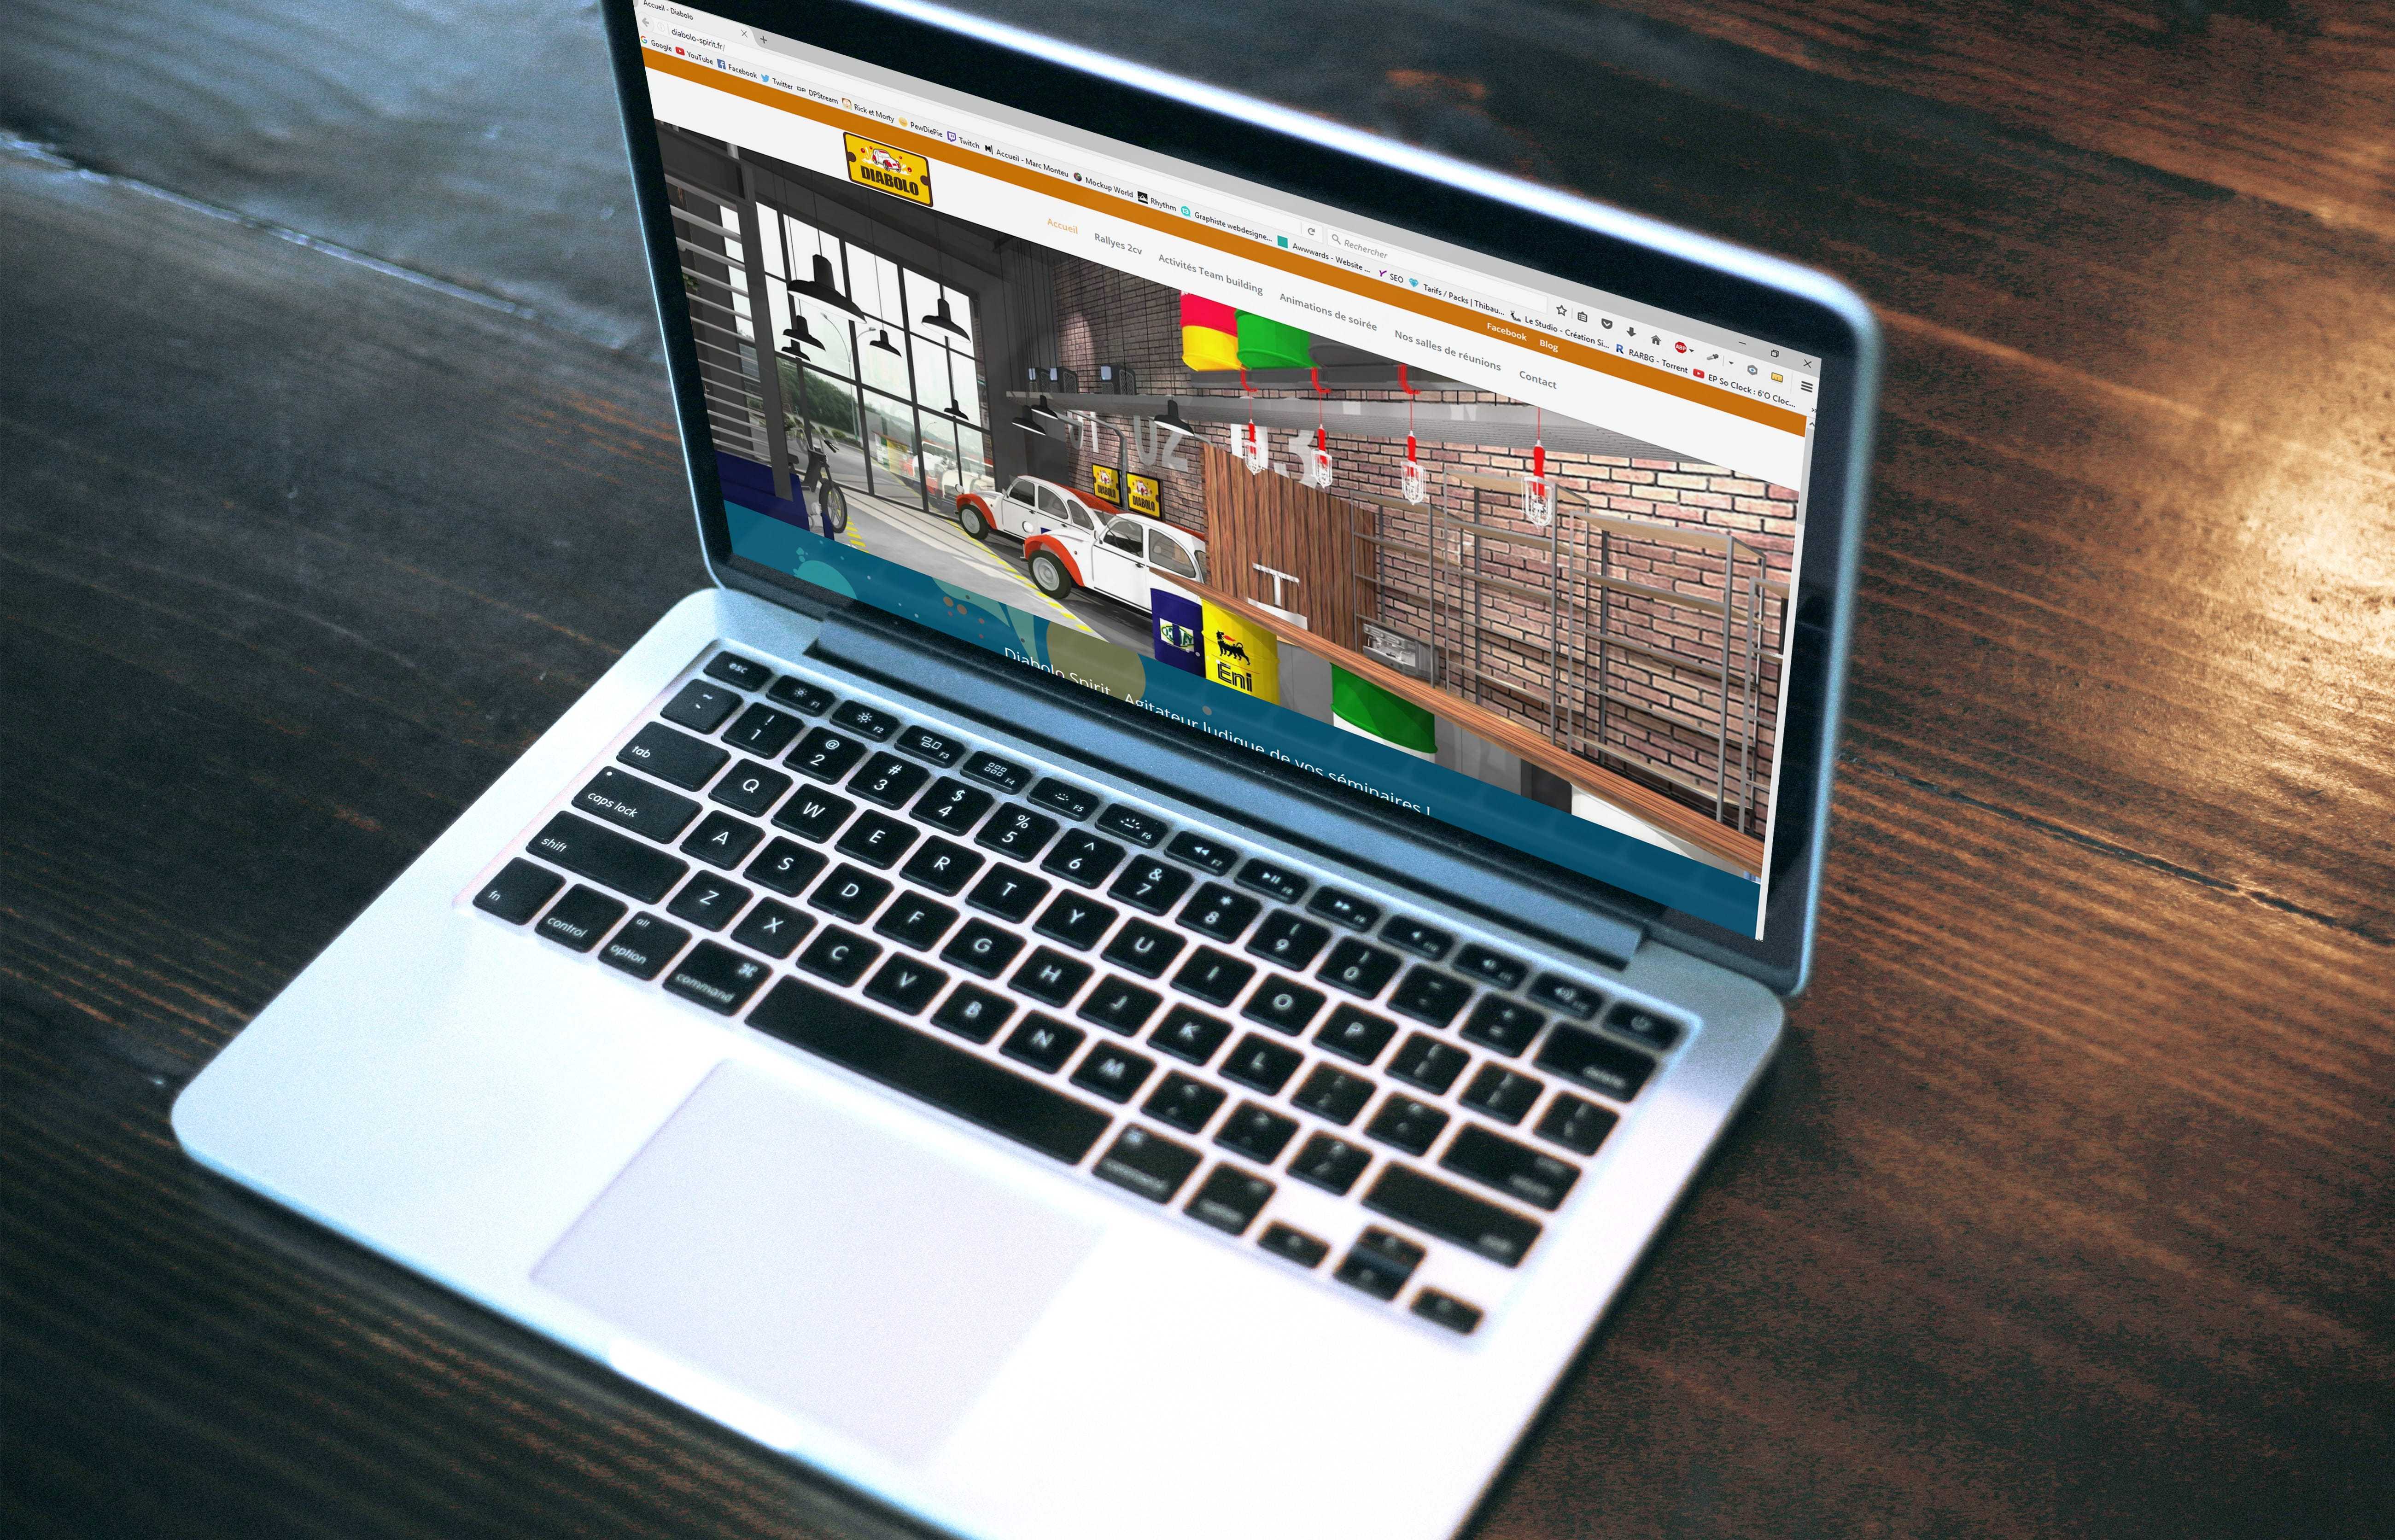 Accueil - Diabolo
diabolo-spirit.fr/
Rechercher
Google YouTube Facebook Twitter DPStream Rick et Morty PewDiePie Twitch Accueil - Marc Monteu Mockup World Rhythm Graphiste webdesigne... Awwwards - Website ... SEO Tarifs / Packs | Thibau... Le Studio - Création Si... RARBG - Torrent EP So Clock : 6'O Cloc...
Facebook Blog
DIABOLO
Accueil Rallyes 2cv Activités Team building Animations de soirée Nos salles de réunions Contact
02 03
DIABOLO DIABOLO
Eni
Diabolo Spirit Agitateur ludique de vos séminaires !
esc F1 F2 F3 F4 F5 F6 F7
~ ! 1 @ 2 # 3 $ 4 % 5 ^ 6 & 7 * 8 9 0
tab Q W E R T Y U I O P
caps lock A S D F G H J K L
shift Z X C V B N M
fn control alt option ⌘ command